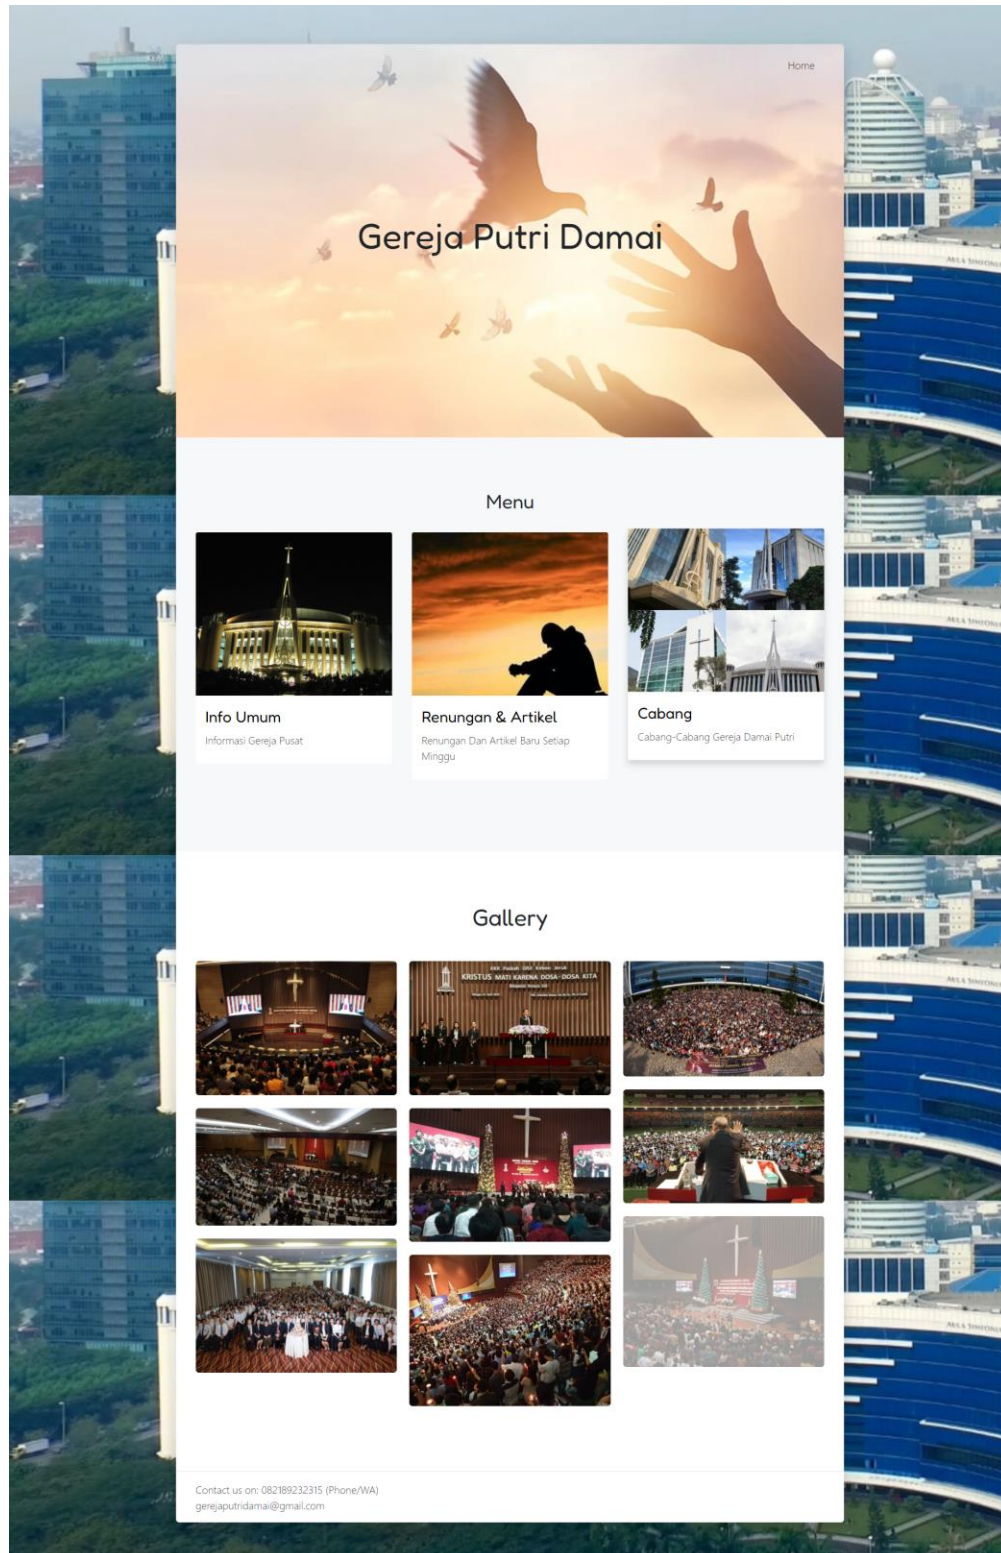 Home
Gereja Putri Damai
Menu
Info Umum
Informasi Gereja Pusat
Renungan & Artikel
Renungan Dan Artikel Baru Setiap
Minggu
Cabang
Cabang-Cabang Gereja Damai Putri
Gallery
KRISTUS MATI KARENA DOSA-DOSA KITA
Contact us on: 082189232315 (Phone/WA)
gerejaputridamai@gmail.com